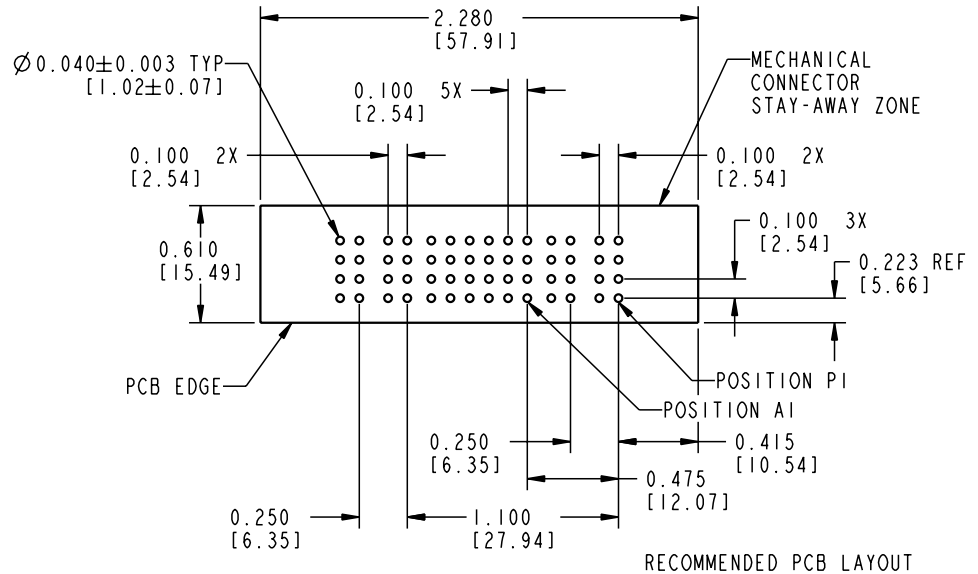 2.280
[57.91]
Ø0.040±0.003 TYP
[1.02±0.07]
MECHANICAL
CONNECTOR
STAY-AWAY ZONE
0.100 5X
[2.54]
0.100 2X
[2.54]
0.100 2X
[2.54]
0.100 3X
[2.54]
0.610
[15.49]
0.223 REF
[5.66]
PCB EDGE
POSITION P1
POSITION A1
0.250
[6.35]
0.415
[10.54]
0.475
[12.07]
0.250
[6.35]
1.100
[27.94]
RECOMMENDED PCB LAYOUT